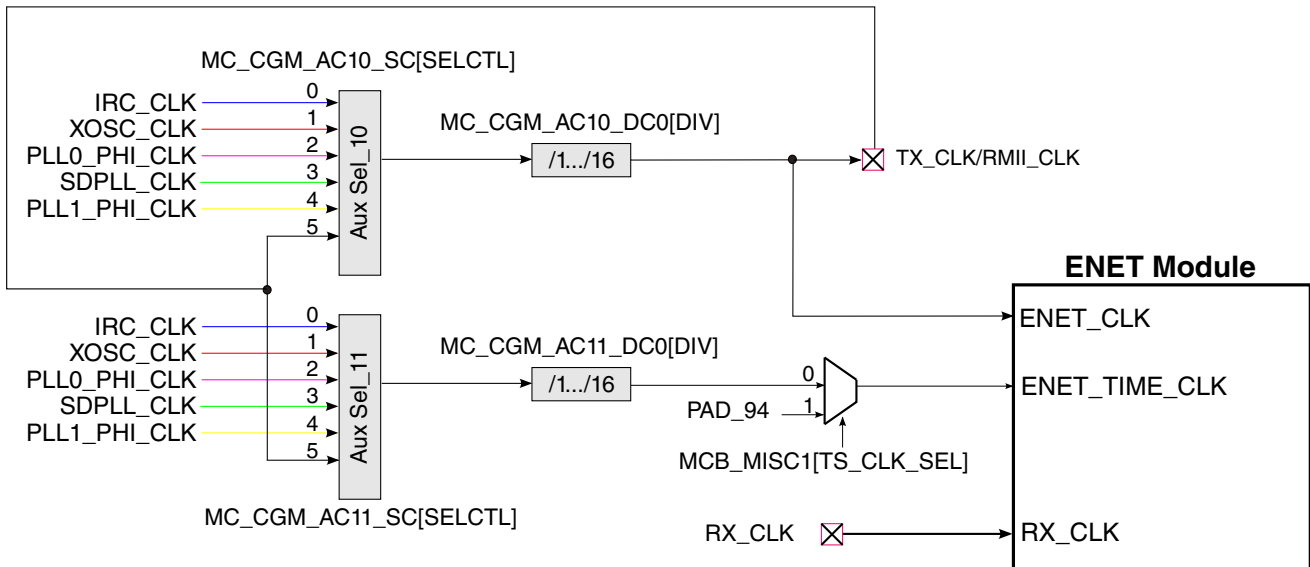 MC_CGM_AC10_SC[SELCTL]
IRC_CLK 0
XOSC_CLK 1
PLL0_PHI_CLK 2
SDPLL_CLK 3
PLL1_PHI_CLK 4
5
Aux Sel_10
MC_CGM_AC10_DC0[DIV]
/1.../16
TX_CLK/RMII_CLK
IRC_CLK 0
XOSC_CLK 1
PLL0_PHI_CLK 2
SDPLL_CLK 3
PLL1_PHI_CLK 4
5
Aux Sel_11
MC_CGM_AC11_SC[SELCTL]
MC_CGM_AC11_DC0[DIV]
/1.../16
0
PAD_94 1
MCB_MISC1[TS_CLK_SEL]
RX_CLK
ENET Module
ENET_CLK
ENET_TIME_CLK
RX_CLK